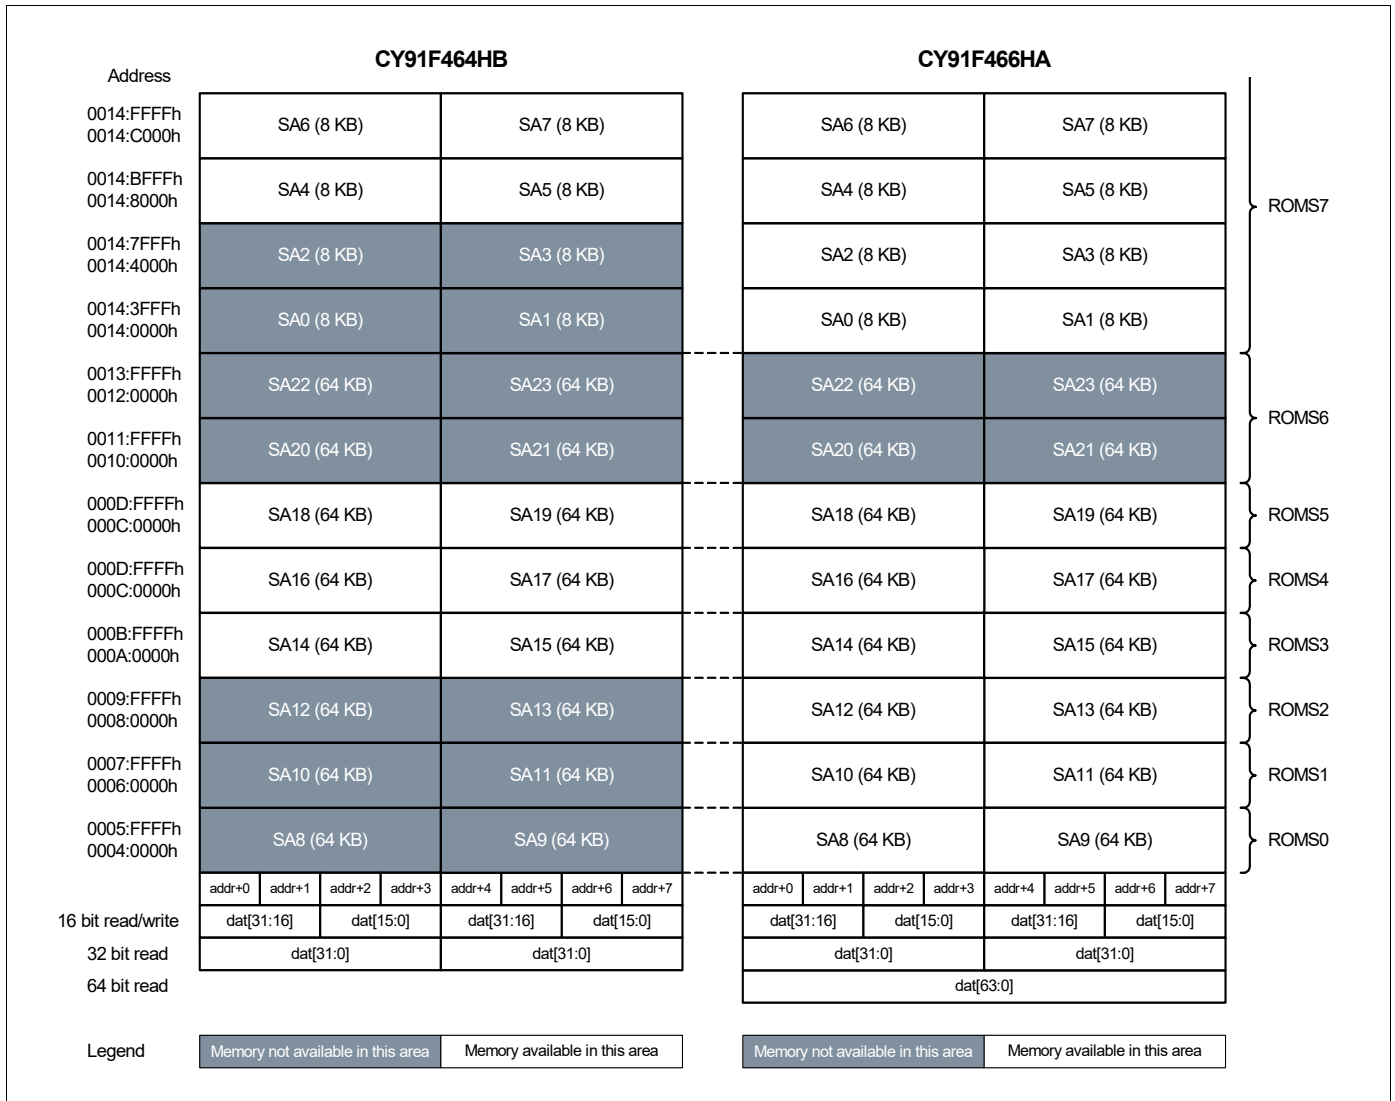 CY91F464HB CY91F466HA
Address
0014:FFFFh
0014:C000h
SA6 (8 KB) SA7 (8 KB) SA6 (8 KB) SA7 (8 KB)
0014:BFFFh
0014:8000h
SA4 (8 KB) SA5 (8 KB) SA4 (8 KB) SA5 (8 KB)
ROMS7
0014:7FFFh
0014:4000h
SA2 (8 KB) SA3 (8 KB) SA2 (8 KB) SA3 (8 KB)
0014:3FFFh
0014:0000h
SA0 (8 KB) SA1 (8 KB) SA0 (8 KB) SA1 (8 KB)
0013:FFFFh
0012:0000h
SA22 (64 KB) SA23 (64 KB) SA22 (64 KB) SA23 (64 KB)
ROMS6
0011:FFFFh
0010:0000h
SA20 (64 KB) SA21 (64 KB) SA20 (64 KB) SA21 (64 KB)
000D:FFFFh
000C:0000h
SA18 (64 KB) SA19 (64 KB) SA18 (64 KB) SA19 (64 KB) ROMS5
000D:FFFFh
000C:0000h
SA16 (64 KB) SA17 (64 KB) SA16 (64 KB) SA17 (64 KB) ROMS4
000B:FFFFh
000A:0000h
SA14 (64 KB) SA15 (64 KB) SA14 (64 KB) SA15 (64 KB) ROMS3
0009:FFFFh
0008:0000h
SA12 (64 KB) SA13 (64 KB) SA12 (64 KB) SA13 (64 KB) ROMS2
0007:FFFFh
0006:0000h
SA10 (64 KB) SA11 (64 KB) SA10 (64 KB) SA11 (64 KB) ROMS1
0005:FFFFh
0004:0000h
SA8 (64 KB) SA9 (64 KB) SA8 (64 KB) SA9 (64 KB) ROMS0
addr+0 addr+1 addr+2 addr+3 addr+4 addr+5 addr+6 addr+7 addr+0 addr+1 addr+2 addr+3 addr+4 addr+5 addr+6 addr+7
16 bit read/write dat[31:16] dat[15:0] dat[31:16] dat[15:0] dat[31:16] dat[15:0] dat[31:16] dat[15:0]
32 bit read dat[31:0] dat[31:0] dat[31:0] dat[31:0]
64 bit read dat[63:0]
Legend Memory not available in this area Memory available in this area Memory not available in this area Memory available in this area